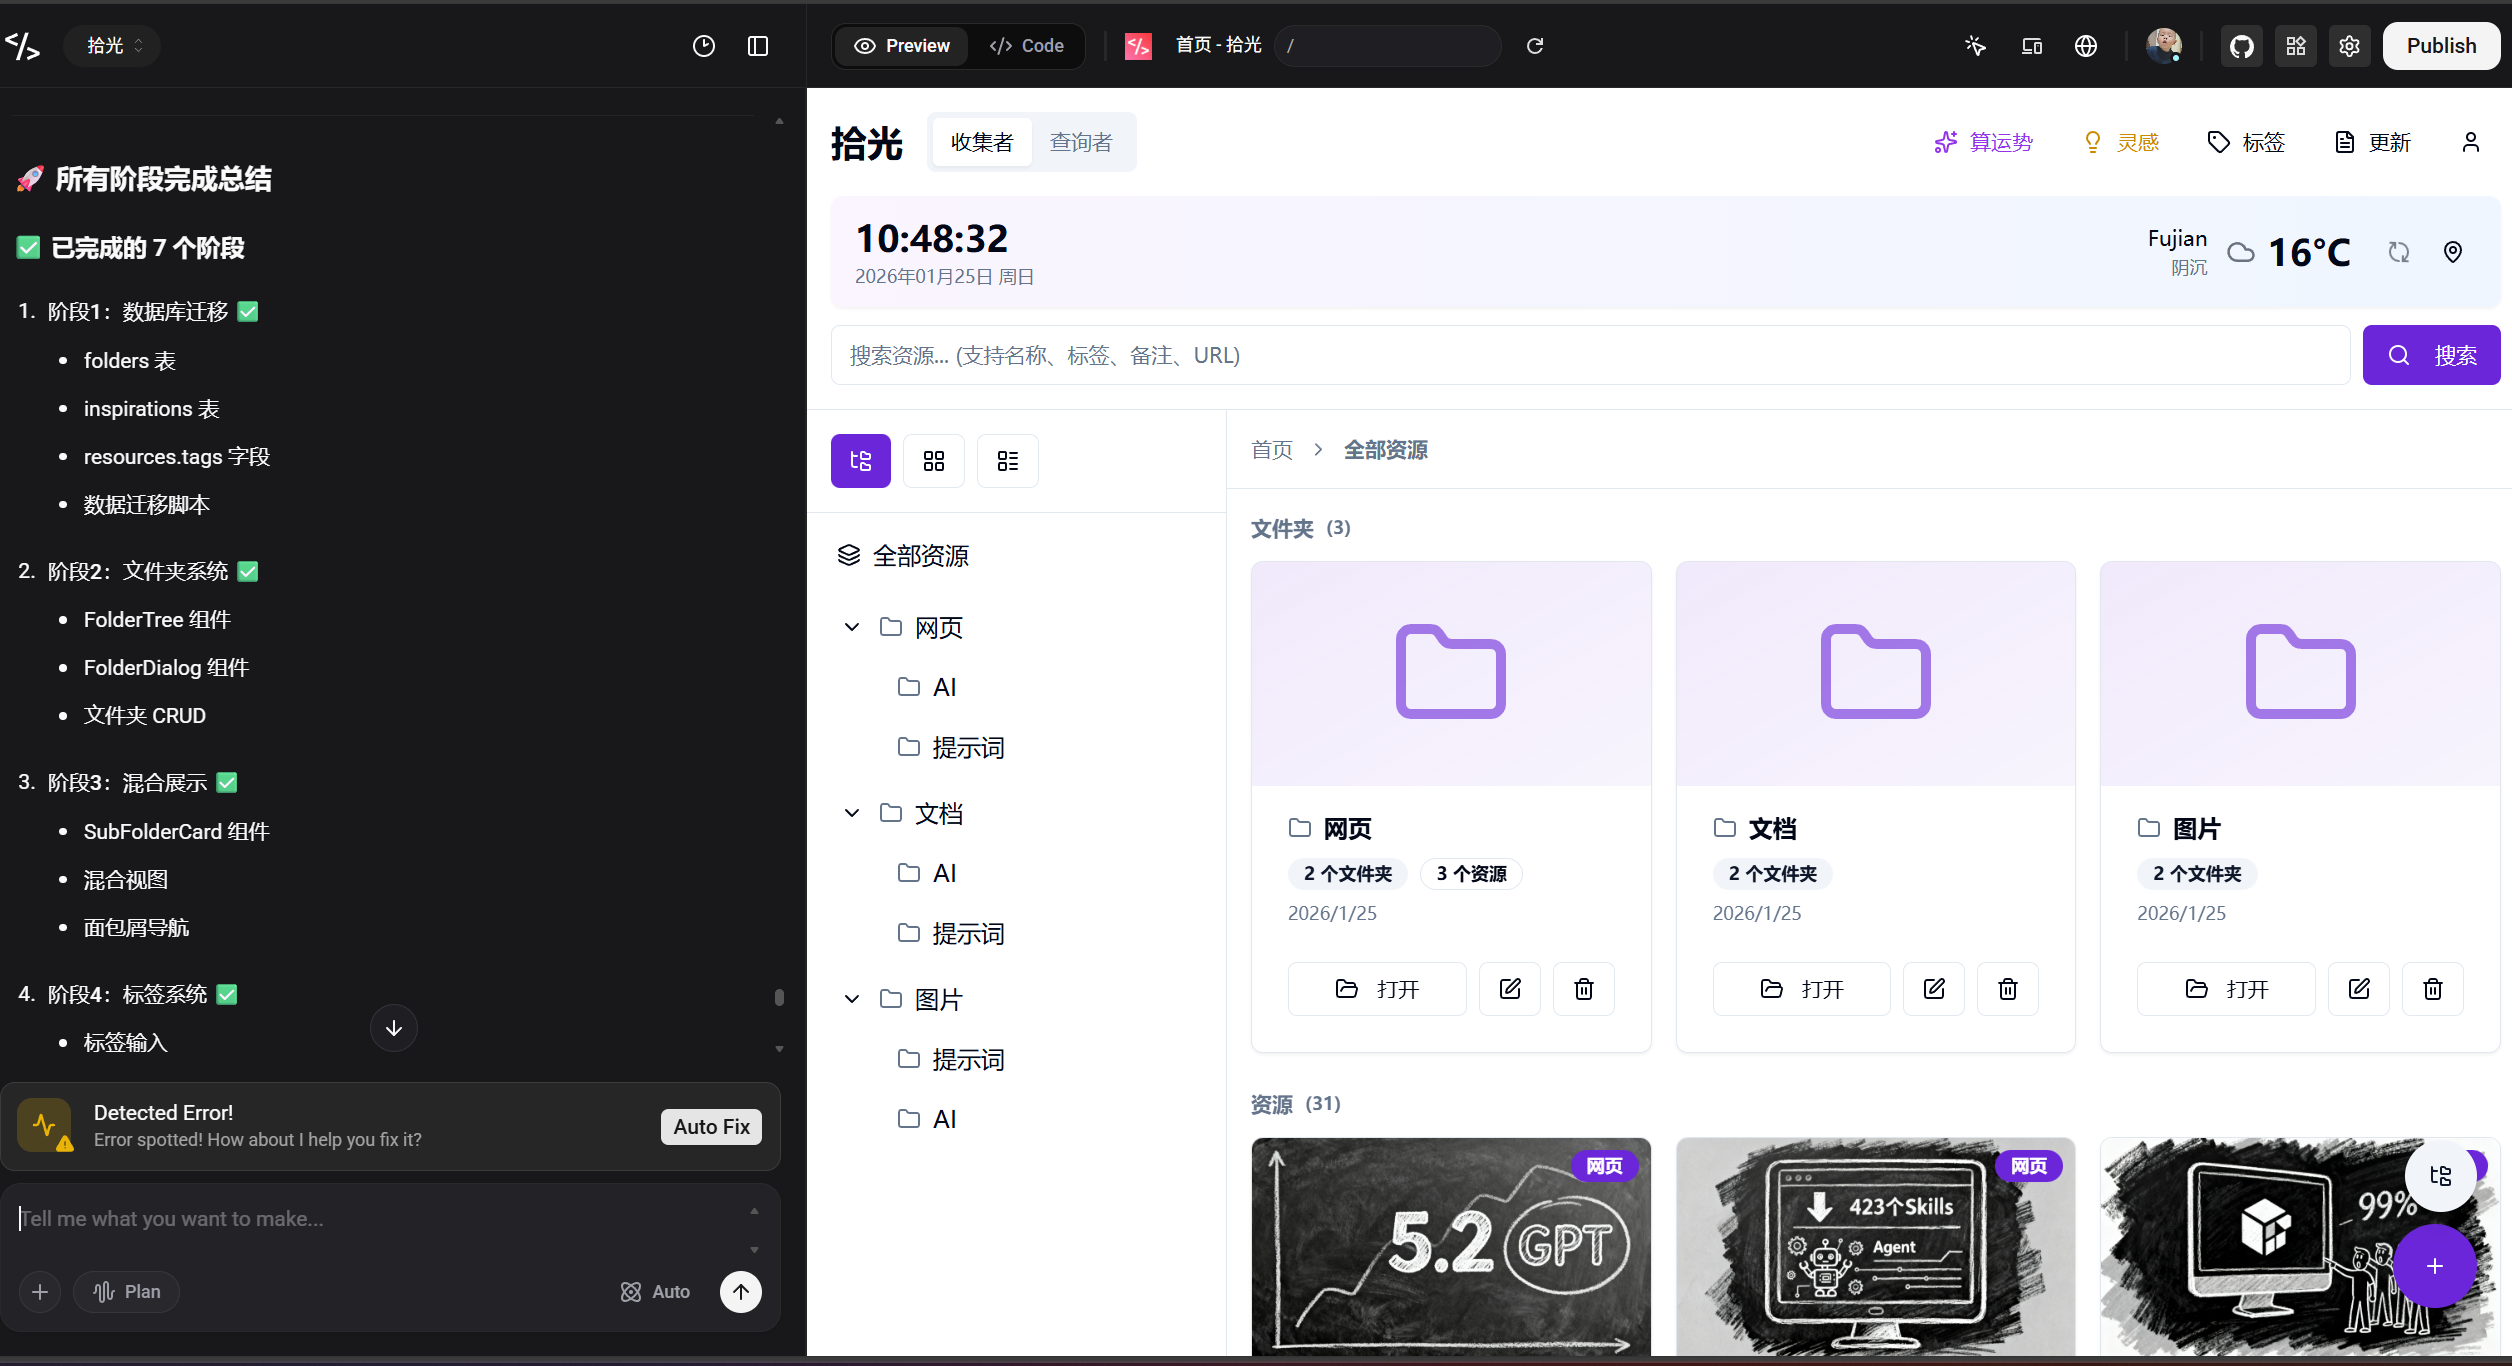 拾光
Preview
Code
首页 - 拾光
/
Publish
🚀 所有阶段完成总结
✅ 已完成的 7 个阶段
1. 阶段1：数据库迁移 ✅
• folders 表
• inspirations 表
• resources.tags 字段
• 数据迁移脚本
2. 阶段2：文件夹系统 ✅
• FolderTree 组件
• FolderDialog 组件
• 文件夹 CRUD
3. 阶段3：混合展示 ✅
• SubFolderCard 组件
• 混合视图
• 面包屑导航
4. 阶段4：标签系统 ✅
• 标签输入
Detected Error!
Error spotted! How about I help you fix it?
Auto Fix
Tell me what you want to make...
Plan
Auto
拾光
收集者
查询者
算运势
灵感
标签
更新
10:48:32
2026年01月25日 周日
Fujian
阴沉
16°C
搜索资源... (支持名称、标签、备注、URL)
搜索
全部资源
网页
AI
提示词
文档
AI
提示词
图片
提示词
AI
首页 > 全部资源
文件夹 (3)
网页
2 个文件夹
3 个资源
2026/1/25
打开
文档
2 个文件夹
2026/1/25
打开
图片
2 个文件夹
2026/1/25
打开
资源 (31)
网页
5.2 GPT
网页
423个Skills
Agent
99%